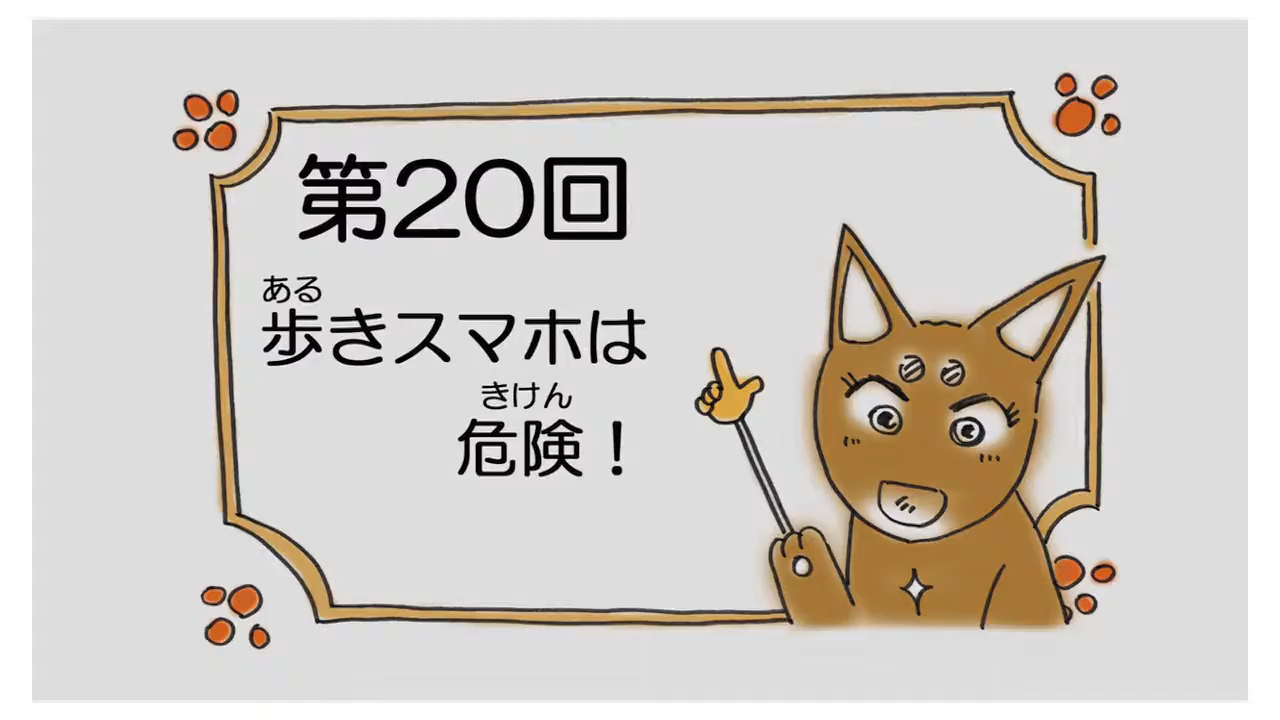 第20回
ある
歩きスマホは
きけん
危険！